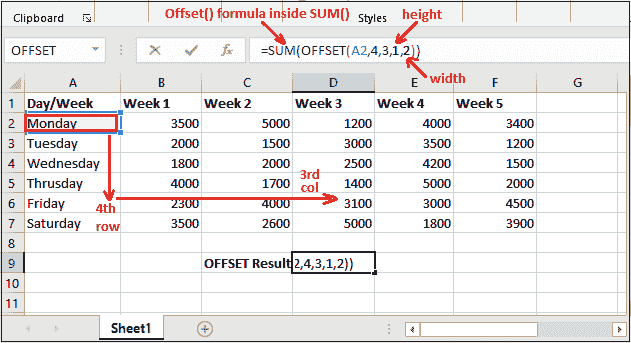 Offset() formula inside SUM() height
Clipboard Styles
OFFSET =SUM(OFFSET(A2,4,3,1,2))
width
A B C D E F G
1 Day/Week Week 1 Week 2 Week 3 Week 4 Week 5
2 Monday 3500 5000 1200 4000 3400
3 Tuesday 2000 1500 3000 3500 1200
4 Wednesday 1800 2000 2500 4200 1500
5 Thrusday 4000 1700 1400 5000 2000
3rd
col
6 Friday 2300 4000 3100 3000 4500
4th
row
7 Saturday 3500 2600 5000 1800 3900
8
9 OFFSET Result 2,4,3,1,2))
10
11
Sheet1